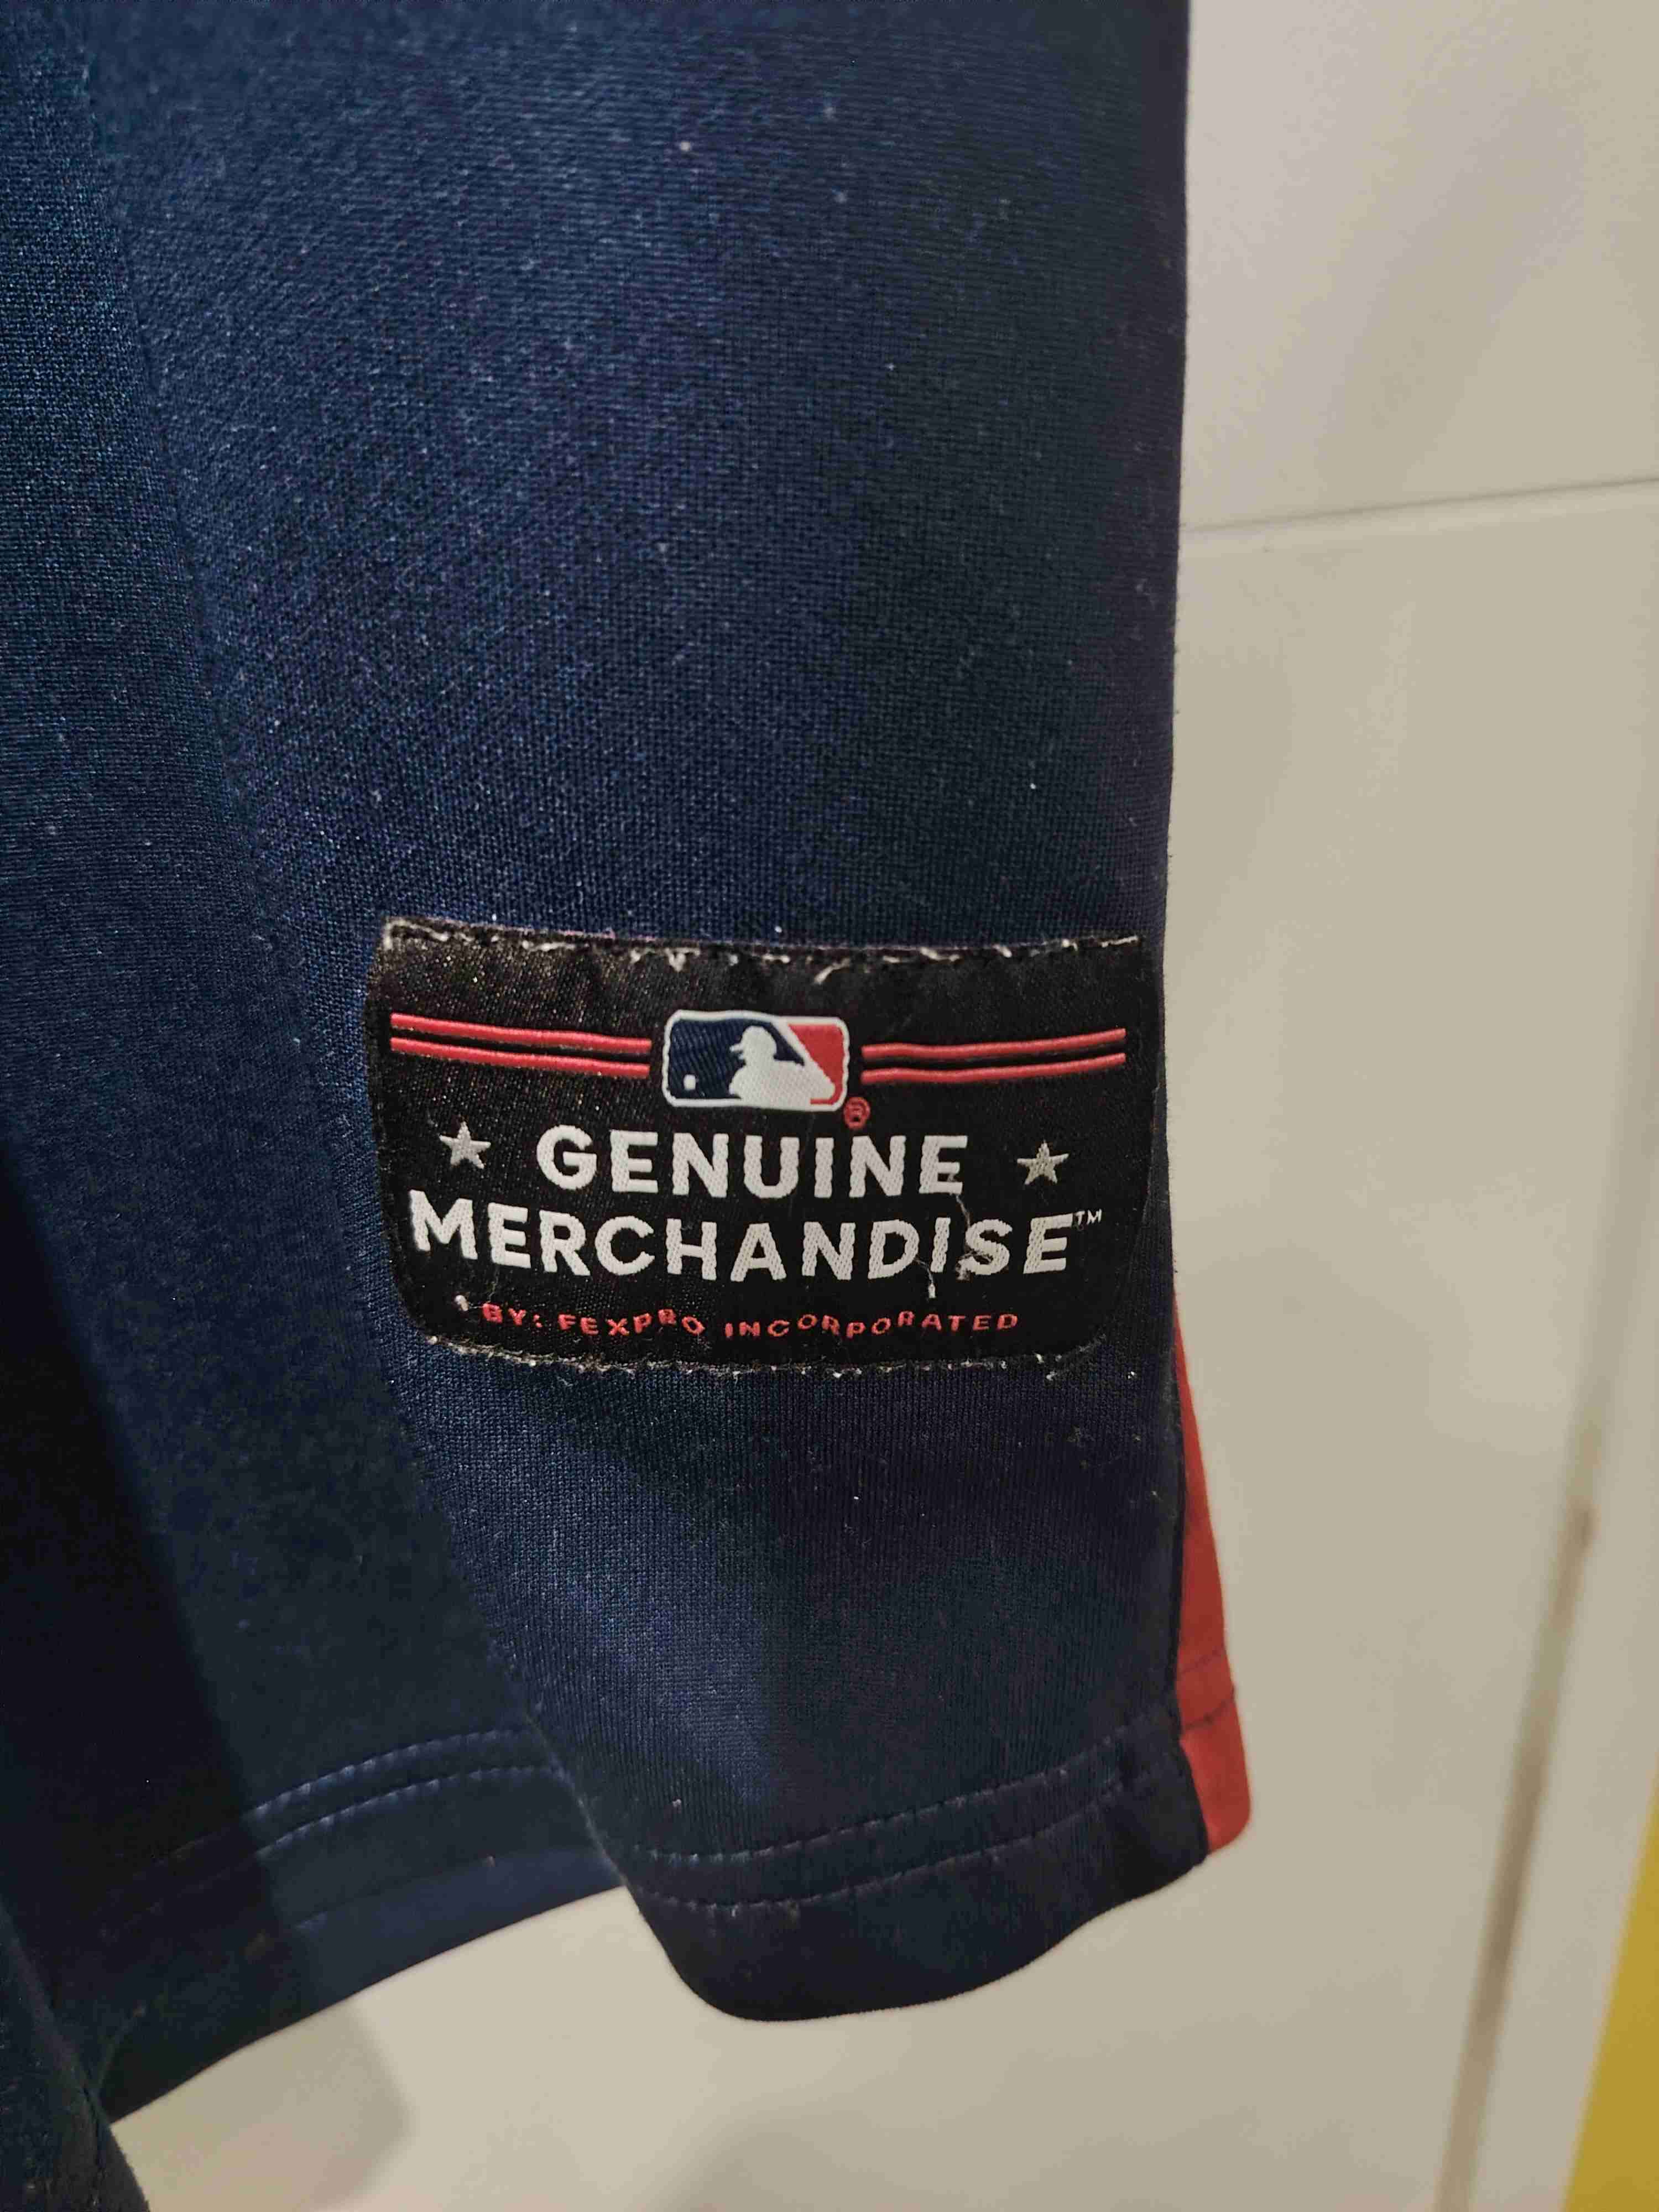 ®
GENUINE
MERCHANDISE™
BY: FEXPRO INCORPORATED